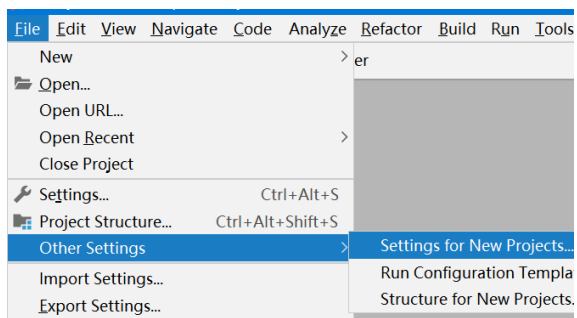 File Edit View Navigate Code Analyze Refactor Build Run Tools
New
er
Open...
Open URL...
Open Recent
Close Project
Settings... Ctrl+Alt+S
Project Structure... Ctrl+Alt+Shift+S
Other Settings
Settings for New Projects...
Run Configuration Templa
Structure for New Projects.
Import Settings...
Export Settings...